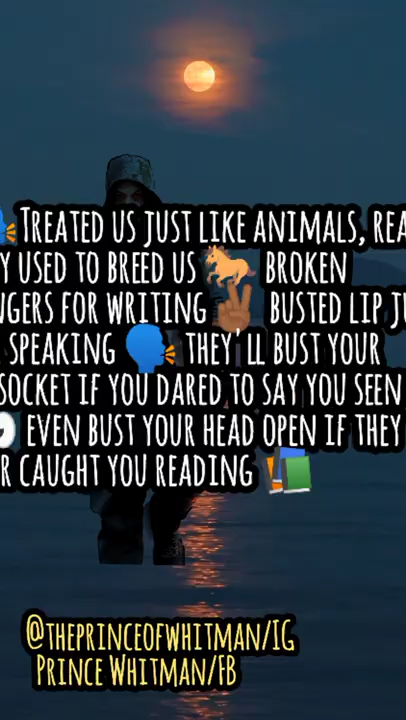 🗣️ Treated us just like animals, rea
y used to breed us 🐎 broken
ngers for writing ✌🏾 busted lip ju
speaking 🗣️ they'll bust your
socket if you dared to say you seen
👀 even bust your head open if they
r caught you reading 📚
@theprinceofwhitman/IG
Prince Whitman/FB